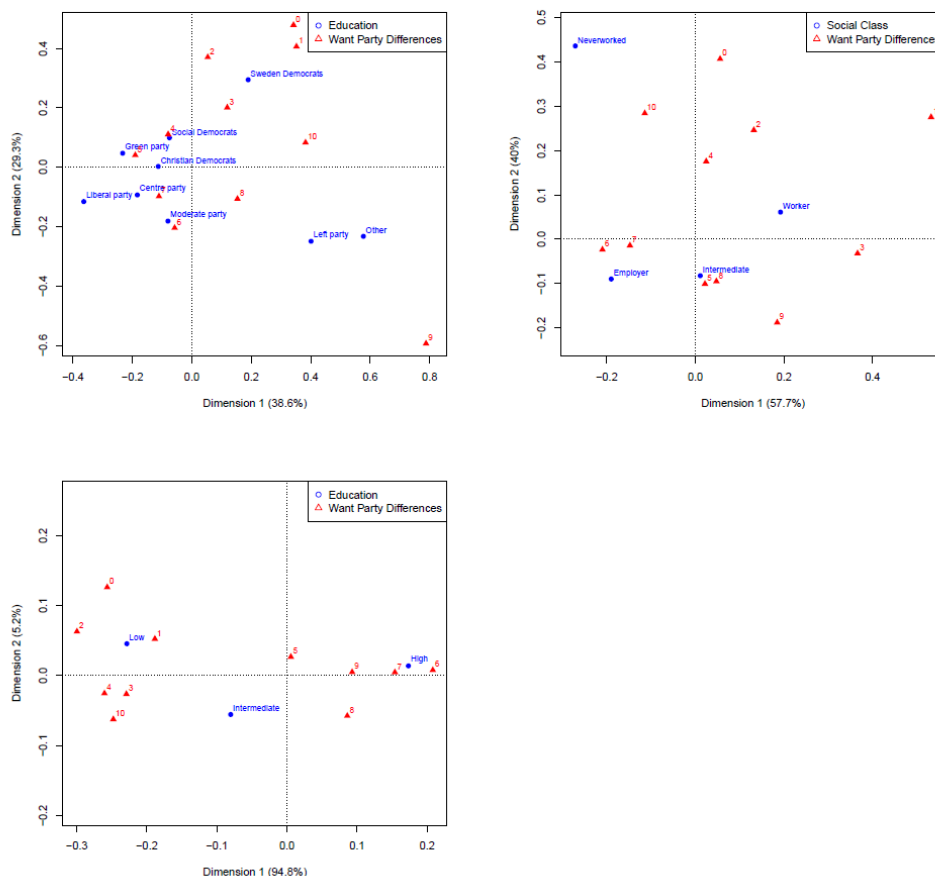 Education
Want Party Differences
0
1
2
Sweden Democrats
3
4
Social Democrats
10
Green party
5
Christian Democrats
Centre party
7
8
Liberal party
Moderate party
6
Left party
Other
9
−0.6 −0.4 −0.2 0.0 0.2 0.4
Dimension 2 (29.3%)
−0.4 −0.2 0.0 0.2 0.4 0.6 0.8
Dimension 1 (38.6%)
Social Class
Want Party Difference
Neverworked
0
10
2
4
Worker
6
7
3
Employer
Intermediate
5
8
9
−0.2 −0.1 0.0 0.1 0.2 0.3 0.4 0.5
Dimension 2 (40%)
−0.2 0.0 0.2 0.4
Dimension 1 (57.7%)
Education
Want Party Differences
0
2
Low
1
5
High
6
9
7
4
3
10
Intermediate
8
−0.2 −0.1 0.0 0.1 0.2
Dimension 2 (5.2%)
−0.3 −0.2 −0.1 0.0 0.1 0.2
Dimension 1 (94.8%)